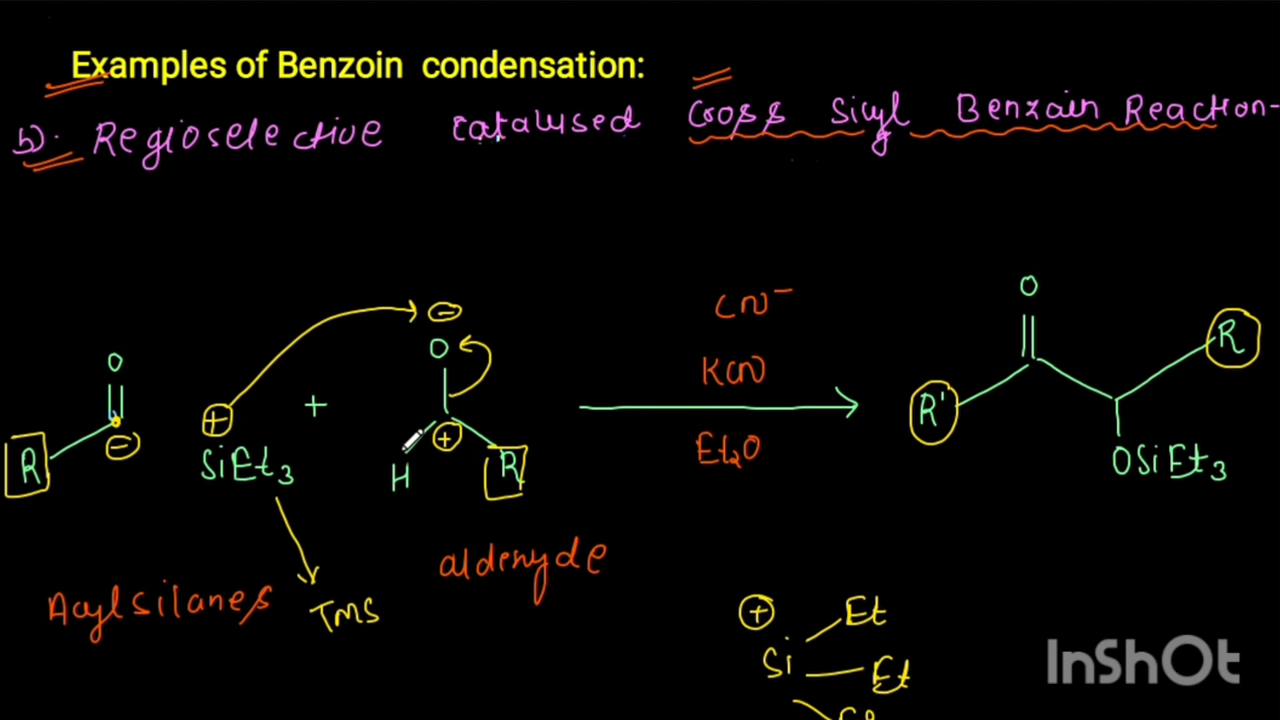 Examples of Benzoin condensation:
b). Regioselective catalysed Cross Silyl Benzain Reaction-
O
O
⊖
O
CN⁻
KCN
Et₂O
R ⊖ ⊕ SiEt₃ + H ⊕ R
R' R
OSiEt₃
Acylsilanes
TMS
aldehyde
⊕ Et
Si Et
InShOt